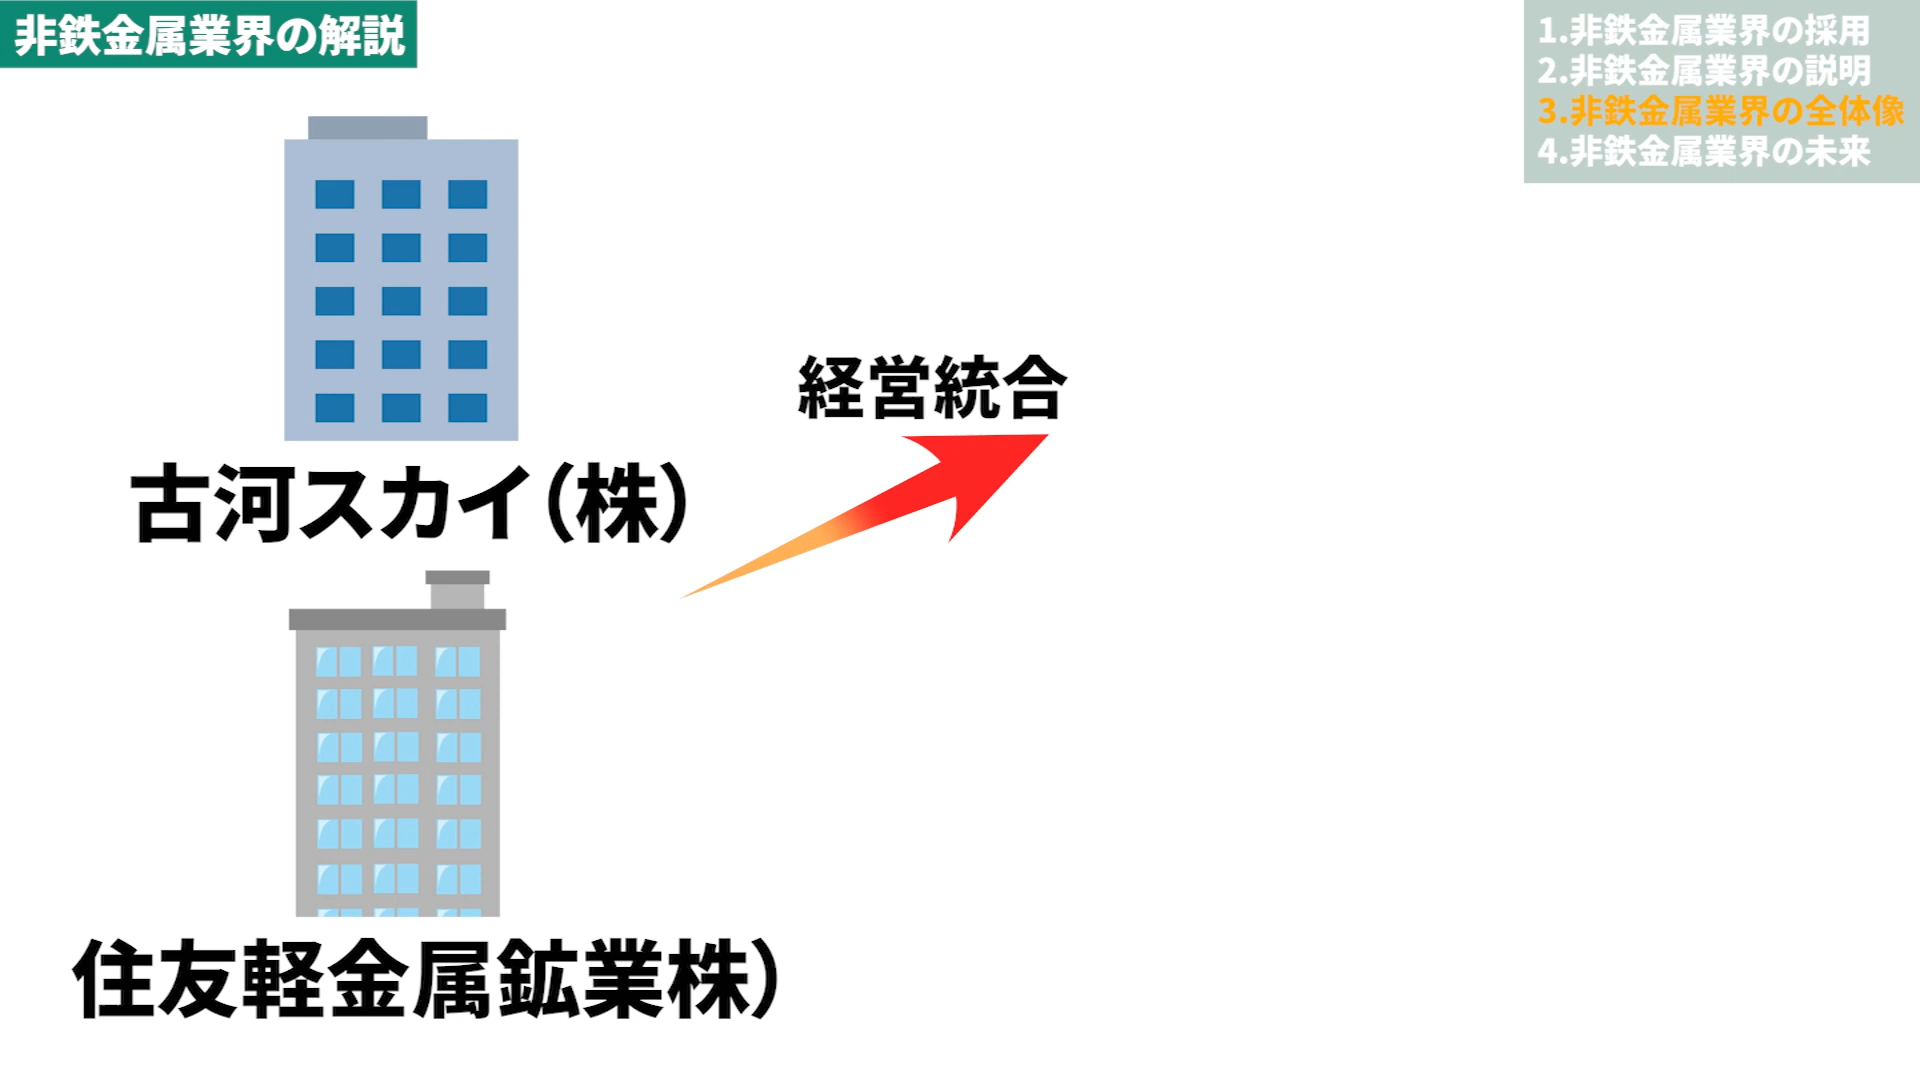 非鉄金属業界の解説
1.非鉄金属業界の採用
2.非鉄金属業界の説明
3.非鉄金属業界の全体像
4.非鉄金属業界の未来
経営統合
古河スカイ(株)
住友軽金属鉱業株)